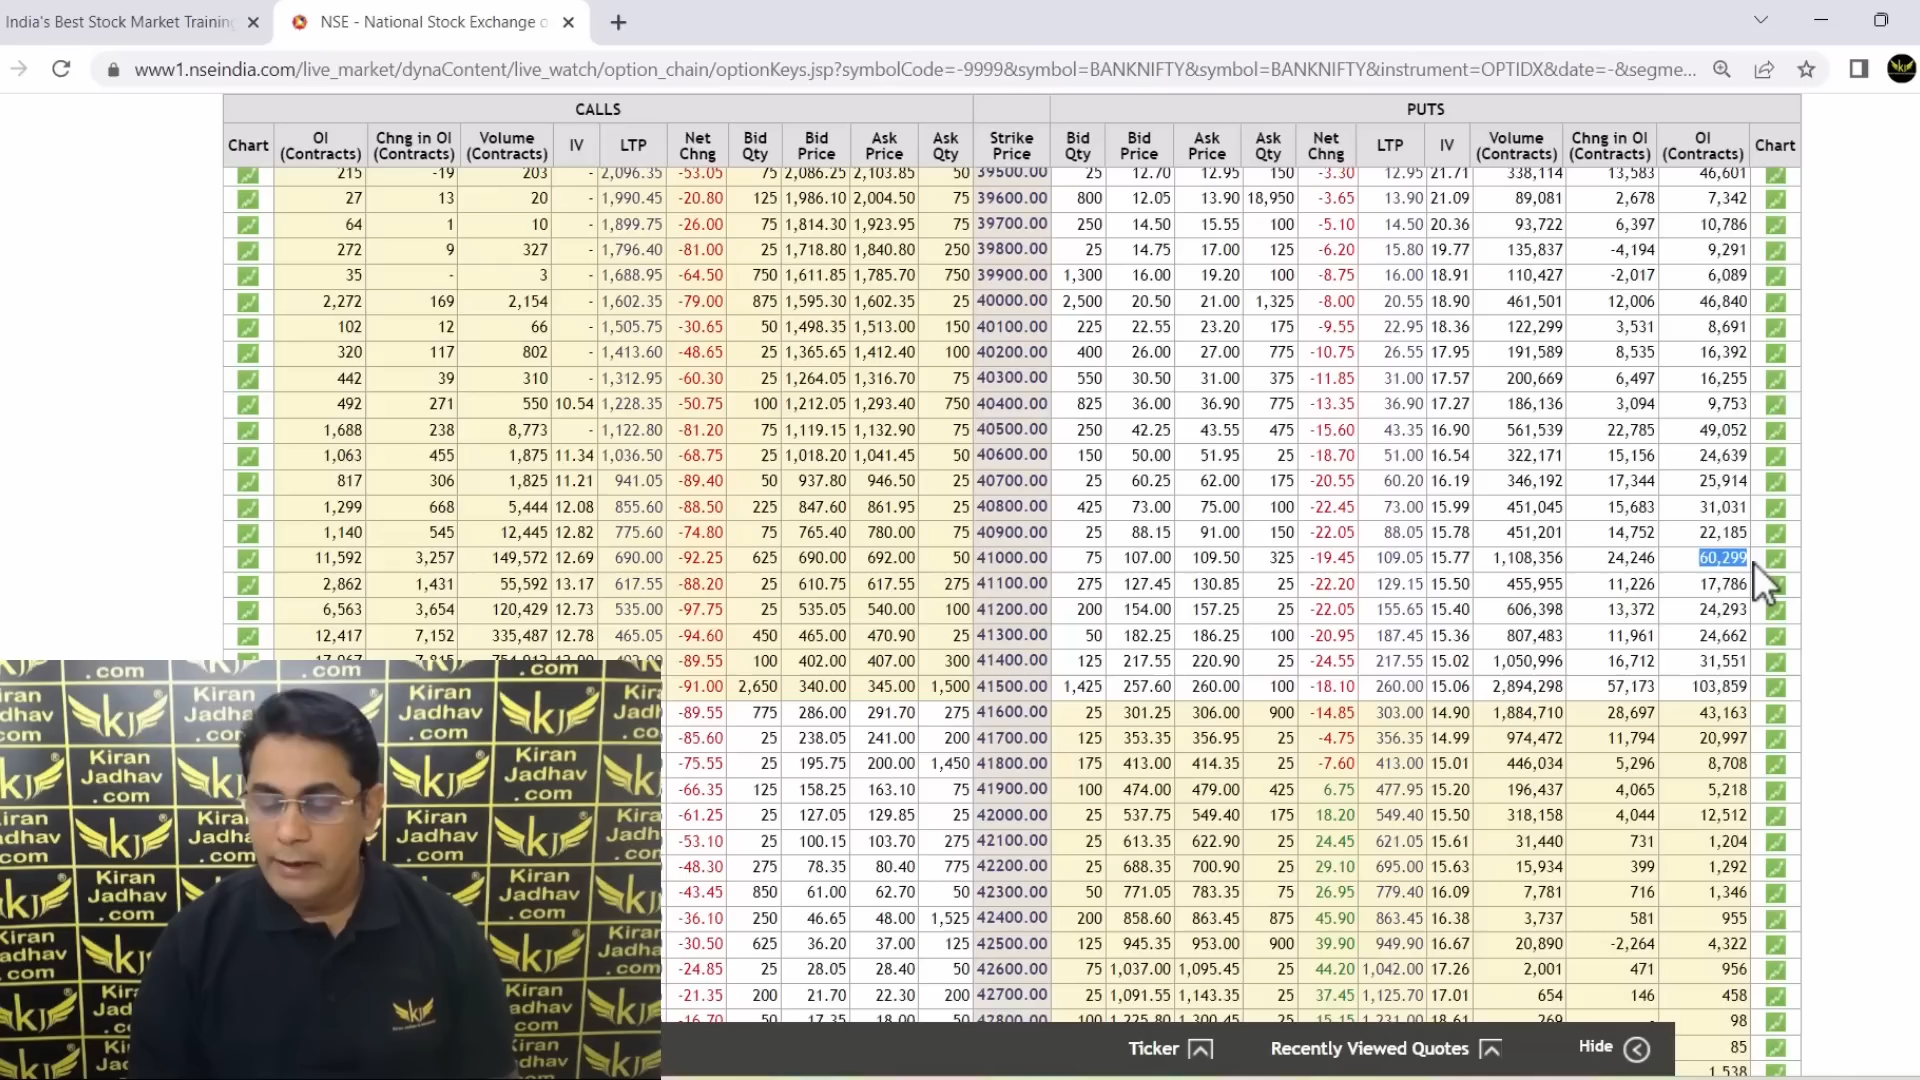 India's Best Stock Market Training
NSE - National Stock Exchange o
www1.nseindia.com/live_market/dynaContent/live_watch/option_chain/optionKeys.jsp?symbolCode=-9999&symbol=BANKNIFTY&symbol=BANKNIFTY&instrument=OPTIDX&date=-&segme...
CALLS PUTS
Chart OI (Contracts) Chng in OI (Contracts) Volume (Contracts) IV LTP Net Chng Bid Qty Bid Price Ask Price Ask Qty Strike Price Bid Qty Bid Price Ask Price Ask Qty Net Chng LTP IV Volume (Contracts) Chng in OI (Contracts) OI (Contracts) Chart
215 -19 203 - 2,096.35 -53.05 75 2,086.25 2,103.85 50 39500.00 25 12.70 12.95 150 -3.30 12.95 21.71 338,114 13,583 46,601
27 13 20 - 1,990.45 -20.80 125 1,986.10 2,004.50 75 39600.00 800 12.05 13.90 18,950 -3.65 13.90 21.09 89,081 2,678 7,342
64 1 10 - 1,899.75 -26.00 75 1,814.30 1,923.95 75 39700.00 250 14.50 15.55 100 -5.10 14.50 20.36 93,722 6,397 10,786
272 9 327 - 1,796.40 -81.00 25 1,718.80 1,840.80 250 39800.00 25 14.75 17.00 125 -6.20 15.80 19.77 135,837 -4,194 9,291
35 - 3 - 1,688.95 -64.50 750 1,611.85 1,785.70 750 39900.00 1,300 16.00 19.20 100 -8.75 16.00 18.91 110,427 -2,017 6,089
2,272 169 2,154 - 1,602.35 -79.00 875 1,595.30 1,602.35 25 40000.00 2,500 20.50 21.00 1,325 -8.00 20.55 18.90 461,501 12,006 46,840
102 12 66 - 1,505.75 -30.65 50 1,498.35 1,513.00 150 40100.00 225 22.55 23.20 175 -9.55 22.95 18.36 122,299 3,531 8,691
320 117 802 - 1,413.60 -48.65 25 1,365.65 1,412.40 100 40200.00 400 26.00 27.00 775 -10.75 26.55 17.95 191,589 8,535 16,392
442 39 310 - 1,312.95 -60.30 25 1,264.05 1,316.70 75 40300.00 550 30.50 31.00 375 -11.85 31.00 17.57 200,669 6,497 16,255
492 271 550 10.54 1,228.35 -50.75 100 1,212.05 1,293.40 750 40400.00 825 36.00 36.90 775 -13.35 36.90 17.27 186,136 3,094 9,753
1,688 238 8,773 - 1,122.80 -81.20 75 1,119.15 1,132.90 75 40500.00 250 42.25 43.55 475 -15.60 43.35 16.90 561,539 22,785 49,052
1,063 455 1,875 11.34 1,036.50 -68.75 25 1,018.20 1,041.45 50 40600.00 150 50.00 51.95 25 -18.70 51.00 16.54 322,171 15,156 24,639
817 306 1,825 11.21 941.05 -89.40 50 937.80 946.50 25 40700.00 25 60.25 62.00 175 -20.55 60.20 16.19 346,192 17,344 25,914
1,299 668 5,444 12.08 855.60 -88.50 225 847.60 861.95 25 40800.00 425 73.00 75.00 100 -22.45 73.00 15.99 451,045 15,683 31,031
1,140 545 12,445 12.82 775.60 -74.80 75 765.40 780.00 75 40900.00 25 88.15 91.00 150 -22.05 88.05 15.78 451,201 14,752 22,185
11,592 3,257 149,572 12.69 690.00 -92.25 625 690.00 692.00 50 41000.00 75 107.00 109.50 325 -19.45 109.05 15.77 1,108,356 24,246 60,299
2,862 1,431 55,592 13.17 617.55 -88.20 25 610.75 617.55 275 41100.00 275 127.45 130.85 25 -22.20 129.15 15.50 455,955 11,226 17,786
6,563 3,654 120,429 12.73 535.00 -97.75 25 535.05 540.00 100 41200.00 200 154.00 157.25 25 -22.05 155.65 15.40 606,398 13,372 24,293
12,417 7,152 335,487 12.78 465.05 -94.60 450 465.00 470.90 25 41300.00 50 182.25 186.25 100 -20.95 187.45 15.36 807,483 11,961 24,662
-89.55 100 402.00 407.00 300 41400.00 125 217.55 220.90 25 -24.55 217.55 15.02 1,050,996 16,712 31,551
-91.00 2,650 340.00 345.00 1,500 41500.00 1,425 257.60 260.00 100 -18.10 260.00 15.06 2,894,298 57,173 103,859
-89.55 775 286.00 291.70 275 41600.00 25 301.25 306.00 900 -14.85 303.00 14.90 1,884,710 28,697 43,163
-85.60 25 238.05 241.00 200 41700.00 125 353.35 356.95 25 -4.75 356.35 14.99 974,472 11,794 20,997
-75.55 25 195.75 200.00 1,450 41800.00 175 413.00 414.35 25 -7.60 413.00 15.01 446,034 5,296 8,708
-66.35 125 158.25 163.10 75 41900.00 100 474.00 479.00 425 6.75 477.95 15.20 196,437 4,065 5,218
-61.25 25 127.05 129.85 25 42000.00 25 537.75 549.40 175 18.20 549.40 15.50 318,158 4,044 12,512
-53.10 25 100.15 103.70 275 42100.00 25 613.35 622.90 25 24.45 621.05 15.61 31,440 731 1,204
-48.30 275 78.35 80.40 775 42200.00 25 688.35 700.90 25 29.10 695.00 15.63 15,934 399 1,292
-43.45 850 61.00 62.70 50 42300.00 50 771.05 783.35 75 26.95 779.40 16.09 7,781 716 1,346
-36.10 250 46.65 48.00 1,525 42400.00 200 858.60 863.45 875 45.90 863.45 16.38 3,737 581 955
-30.50 625 36.20 37.00 125 42500.00 125 945.35 953.00 900 39.90 949.90 16.67 20,890 -2,264 4,322
-24.85 25 28.05 28.40 50 42600.00 75 1,037.00 1,095.45 25 44.20 1,042.00 17.26 2,001 471 956
-21.35 200 21.70 22.30 200 42700.00 25 1,091.55 1,143.35 25 37.45 1,125.70 17.01 654 146 458
98
85
1,538
Ticker Recently Viewed Quotes Hide
Kiran Jadhav .com
KJ